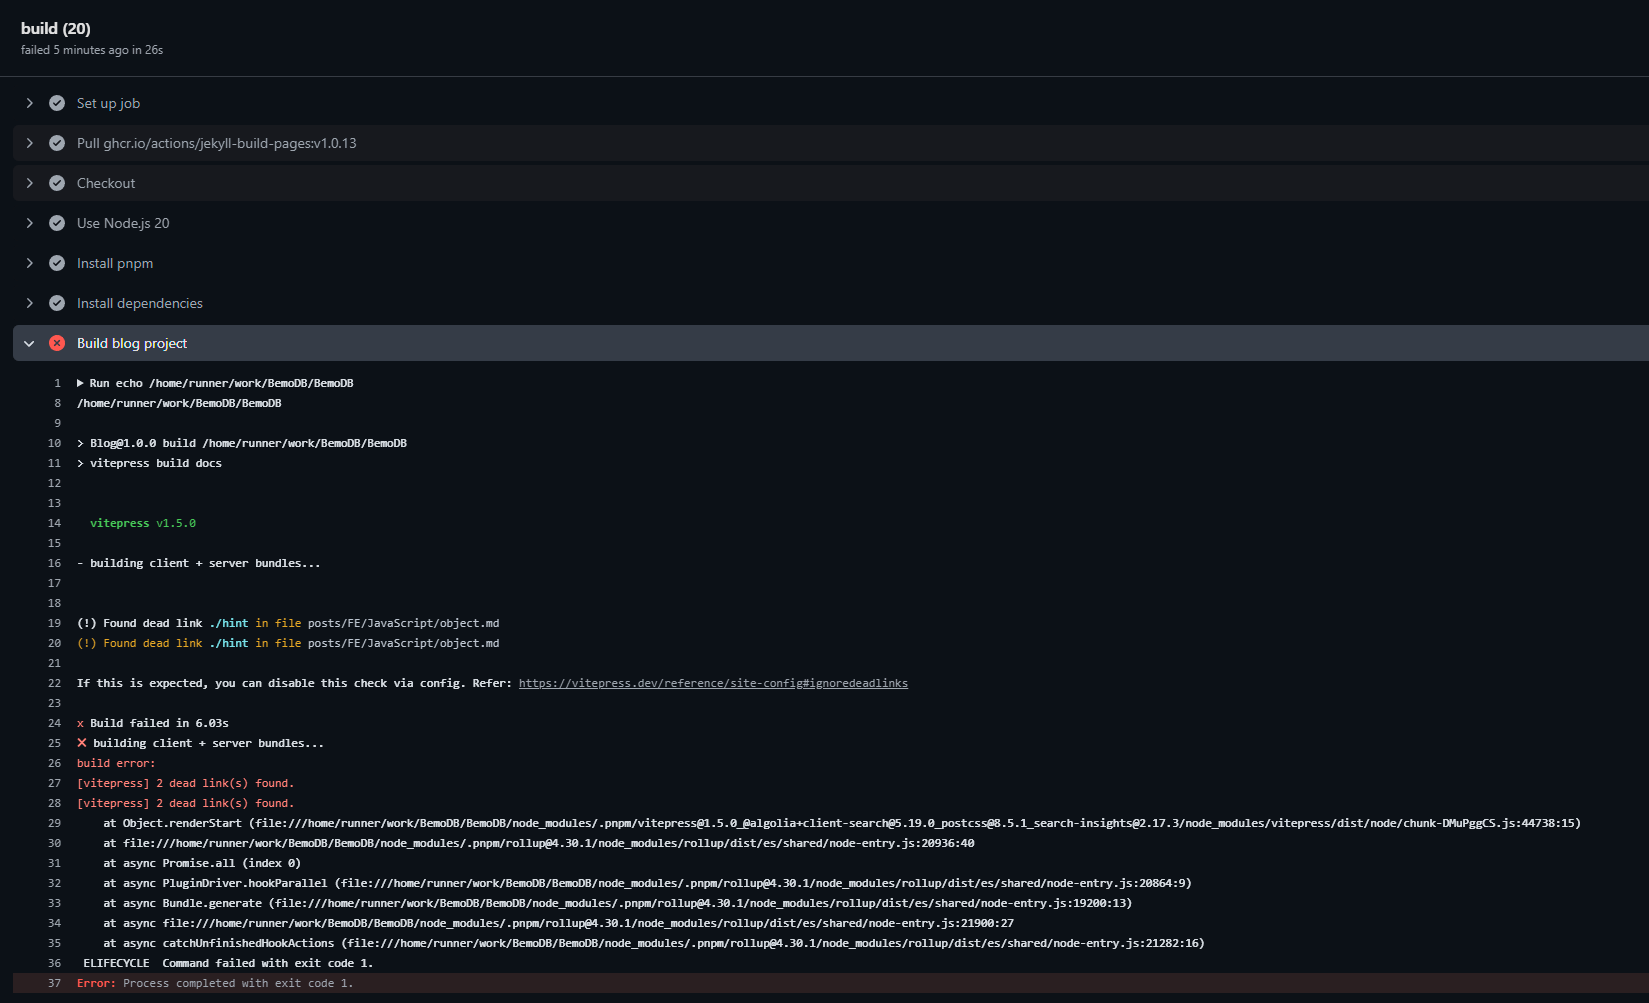 build (20)
failed 5 minutes ago in 26s
Set up job
Pull ghcr.io/actions/jekyll-build-pages:v1.0.13
Checkout
Use Node.js 20
Install pnpm
Install dependencies
Build blog project
1 ▶ Run echo /home/runner/work/BemoDB/BemoDB
8 /home/runner/work/BemoDB/BemoDB
9
10 > Blog@1.0.0 build /home/runner/work/BemoDB/BemoDB
11 > vitepress build docs
12
13
14 vitepress v1.5.0
15
16 - building client + server bundles...
17
18
19 (!) Found dead link ./hint in file posts/FE/JavaScript/object.md
20 (!) Found dead link ./hint in file posts/FE/JavaScript/object.md
21
22 If this is expected, you can disable this check via config. Refer: https://vitepress.dev/reference/site-config#ignoredeadlinks
23
24 x Build failed in 6.03s
25 ✖ building client + server bundles...
26 build error:
27 [vitepress] 2 dead link(s) found.
28 [vitepress] 2 dead link(s) found.
29 at Object.renderStart (file:///home/runner/work/BemoDB/BemoDB/node_modules/.pnpm/vitepress@1.5.0_@algolia+client-search@5.19.0_postcss@8.5.1_search-insights@2.17.3/node_modules/vitepress/dist/node/chunk-DMuPggCS.js:44738:15)
30 at file:///home/runner/work/BemoDB/BemoDB/node_modules/.pnpm/rollup@4.30.1/node_modules/rollup/dist/es/shared/node-entry.js:20936:40
31 at async Promise.all (index 0)
32 at async PluginDriver.hookParallel (file:///home/runner/work/BemoDB/BemoDB/node_modules/.pnpm/rollup@4.30.1/node_modules/rollup/dist/es/shared/node-entry.js:20864:9)
33 at async Bundle.generate (file:///home/runner/work/BemoDB/BemoDB/node_modules/.pnpm/rollup@4.30.1/node_modules/rollup/dist/es/shared/node-entry.js:19200:13)
34 at async file:///home/runner/work/BemoDB/BemoDB/node_modules/.pnpm/rollup@4.30.1/node_modules/rollup/dist/es/shared/node-entry.js:21900:27
35 at async catchUnfinishedHookActions (file:///home/runner/work/BemoDB/BemoDB/node_modules/.pnpm/rollup@4.30.1/node_modules/rollup/dist/es/shared/node-entry.js:21282:16)
36 ELIFECYCLE Command failed with exit code 1.
37 Error: Process completed with exit code 1.